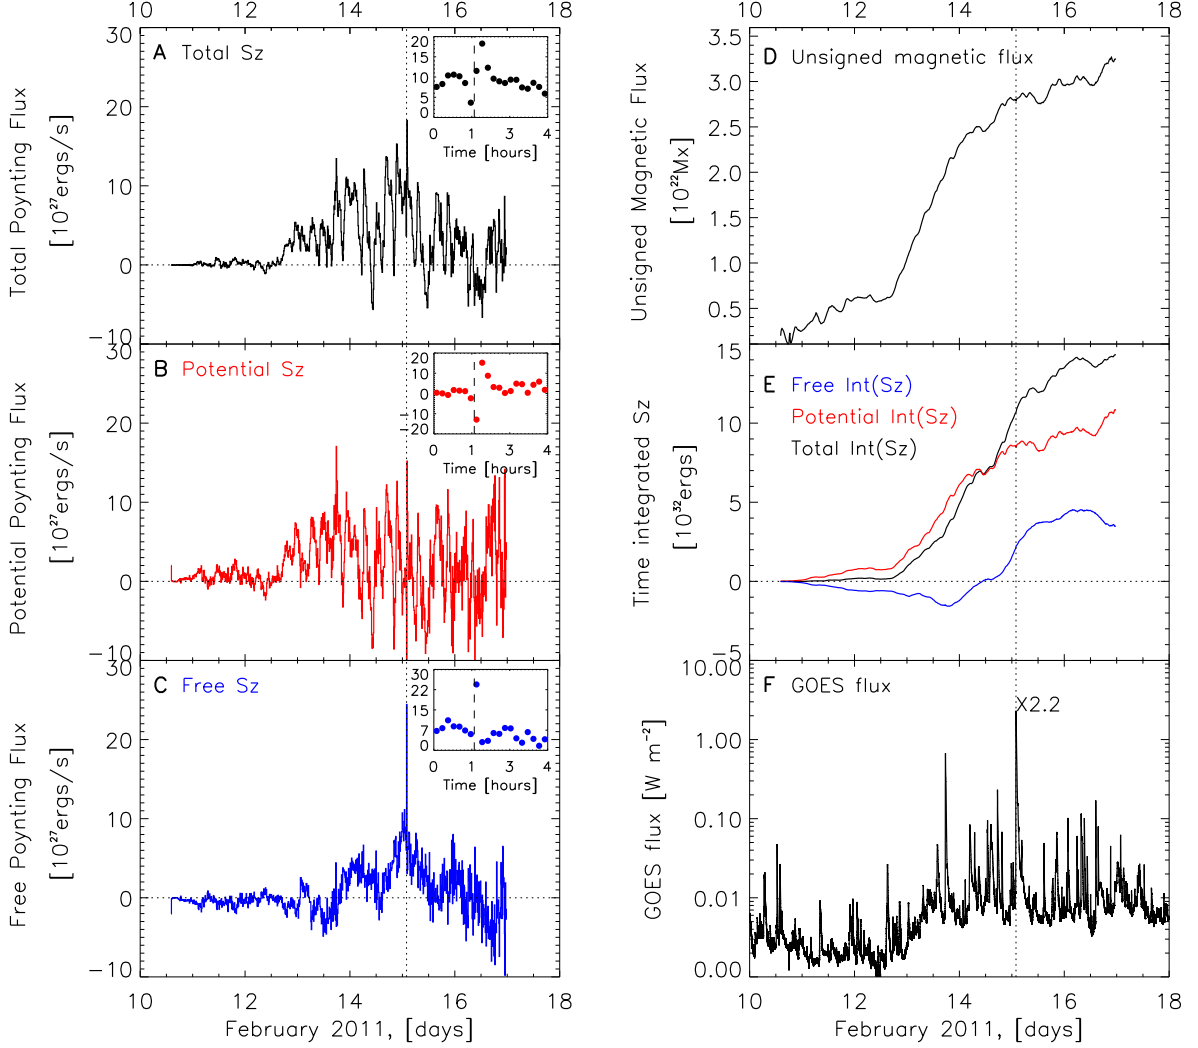 10 12 14 16 18
10 12 14 16 18
30
20
10
0
−10
Total Poynting Flux
[10²⁷ergs/s]
A Total Sz
20
15
10
5
0
0 1 3 4
Time [hours]
3.5
3.0
2.5
2.0
1.5
1.0
0.5
Unsigned Magnetic Flux
[10²²Mx]
D Unsigned magnetic flux
30
20
10
0
−10
Potential Poynting Flux
[10²⁷ergs/s]
B Potential Sz
20
10
0
−10
−20
0 1 3 4
Time [hours]
15
10
5
0
−5
Time integrated Sz
[10³²ergs]
E Free Int(Sz)
Potential Int(Sz)
Total Int(Sz)
30
20
10
0
−10
Free Poynting Flux
[10²⁷ergs/s]
C Free Sz
30
22
15
7
0
0 1 3 4
Time [hours]
10.00
1.00
0.10
0.01
0.00
GOES flux [W m⁻²]
F GOES flux
X2.2
10 12 14 16 18
February 2011, [days]
10 12 14 16 18
February 2011, [days]